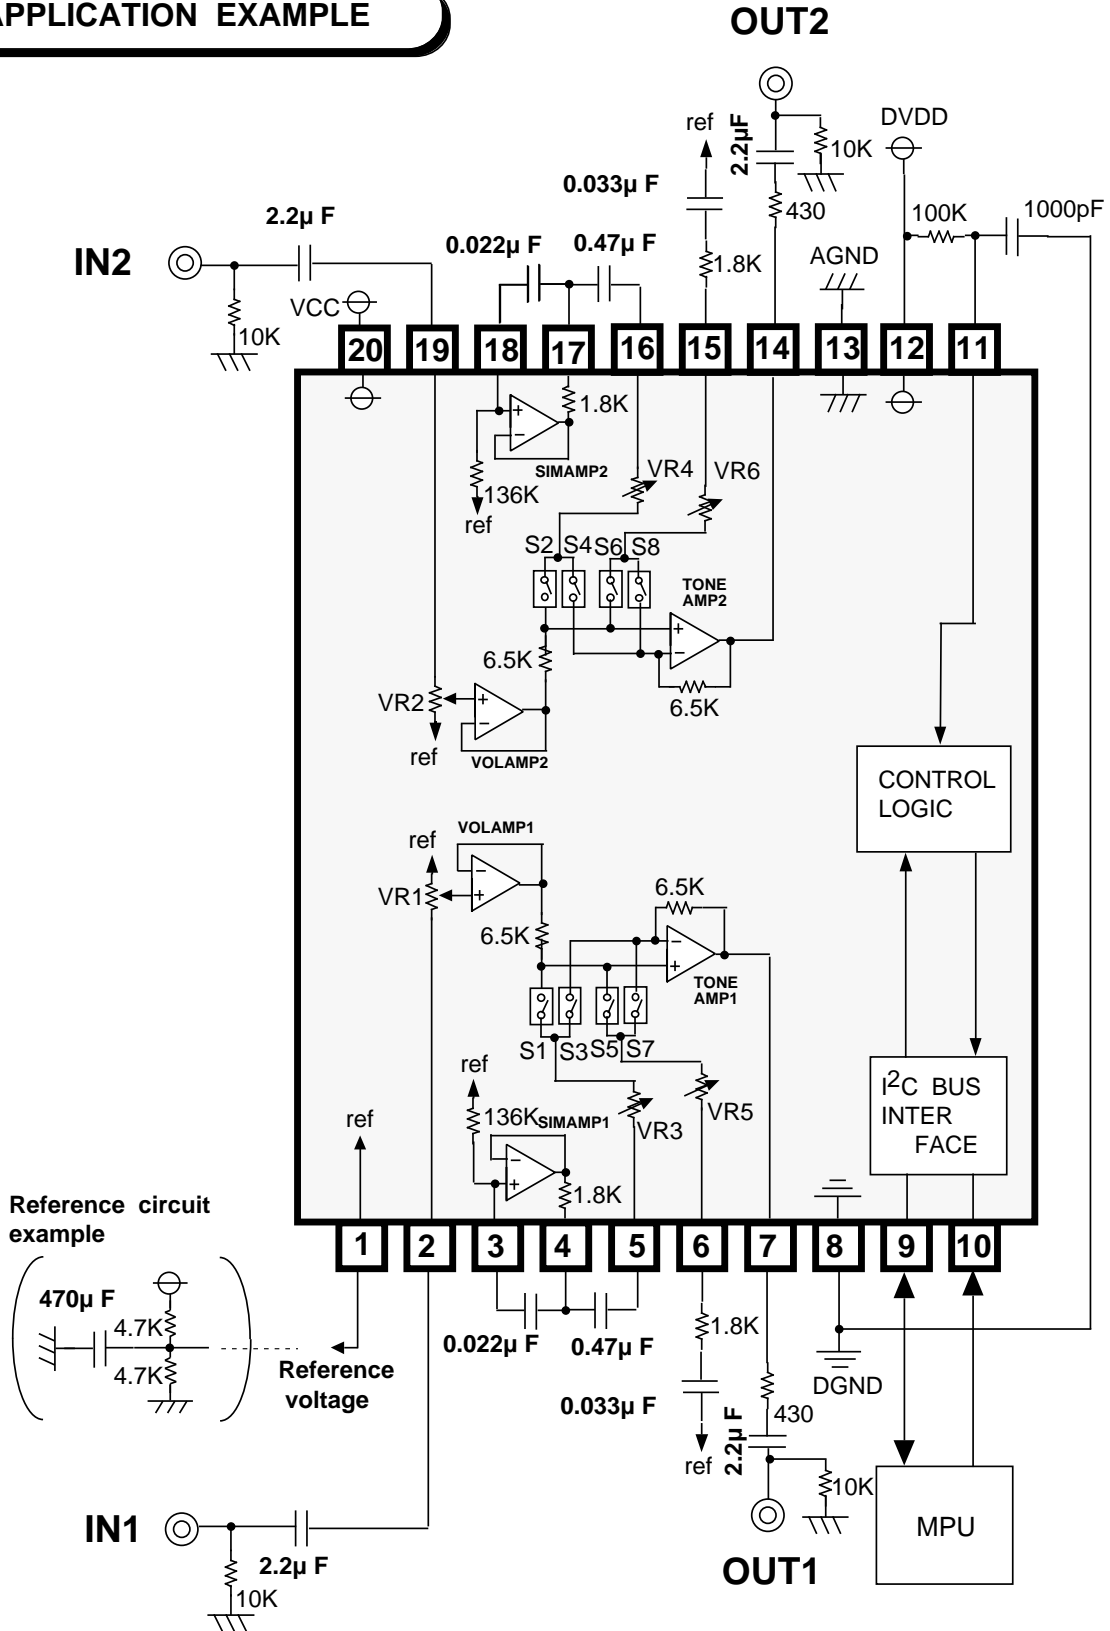 APPLICATION EXAMPLE
OUT2
ref
2.2µF
10K
DVDD
0.033µ F
430
100K
1000pF
2.2µ F
0.022µ F
0.47µ F
1.8K
AGND
IN2
VCC
10K
20
19
18
17
16
15
14
13
12
11
1.8K
SIMAMP2
VR4
VR6
136K
ref
S2
S4
S6
S8
TONE
AMP2
6.5K
6.5K
VR2
ref
VOLAMP2
CONTROL
LOGIC
VOLAMP1
ref
VR1
6.5K
6.5K
TONE
AMP1
S1
S3
S5
S7
ref
136K
SIMAMP1
VR3
VR5
1.8K
ref
I2C BUS
INTER
FACE
Reference circuit
example
1
2
3
4
5
6
7
8
9
10
470µ F
4.7K
4.7K
Reference
voltage
0.022µ F
0.47µ F
1.8K
0.033µ F
DGND
430
2.2µ F
ref
10K
MPU
IN1
2.2µ F
10K
OUT1